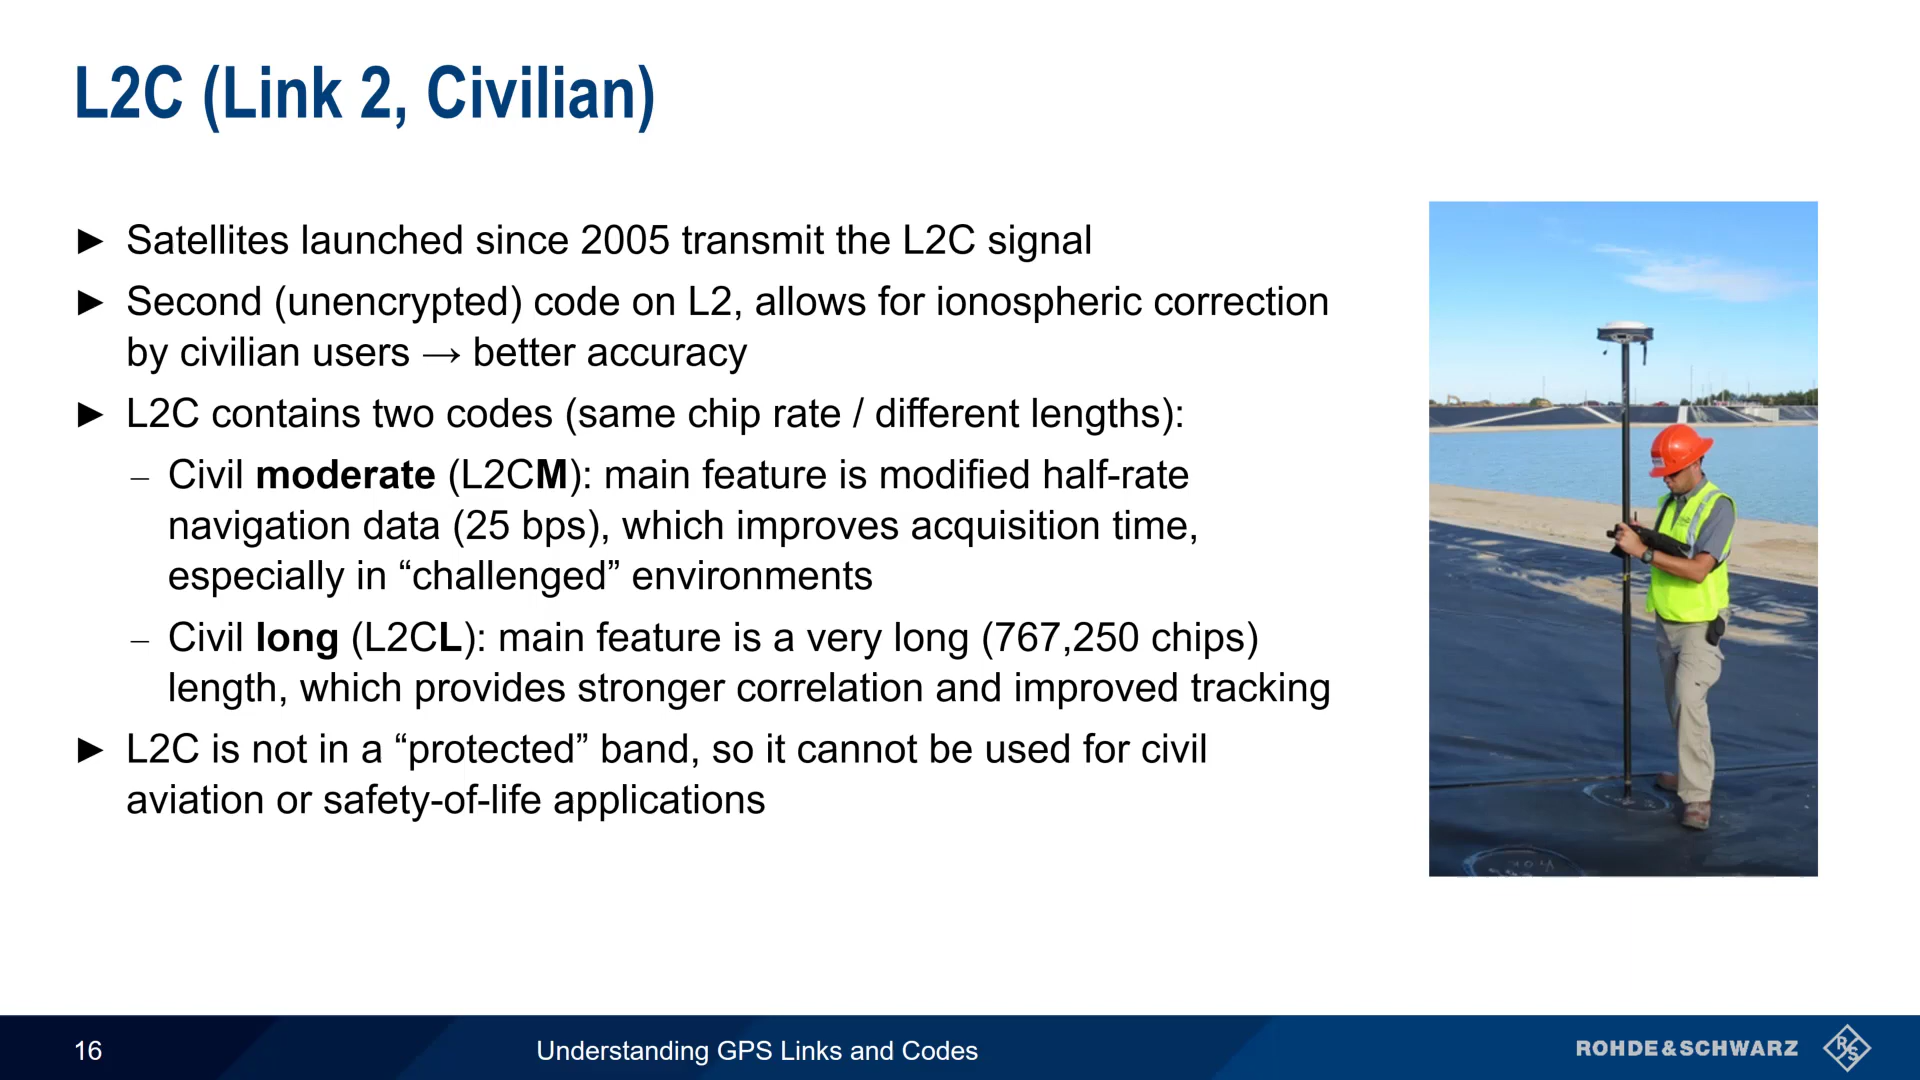 L2C (Link 2, Civilian)
► Satellites launched since 2005 transmit the L2C signal
► Second (unencrypted) code on L2, allows for ionospheric correction
by civilian users → better accuracy
► L2C contains two codes (same chip rate / different lengths):
– Civil moderate (L2CM): main feature is modified half-rate
navigation data (25 bps), which improves acquisition time,
especially in “challenged” environments
– Civil long (L2CL): main feature is a very long (767,250 chips)
length, which provides stronger correlation and improved tracking
► L2C is not in a “protected” band, so it cannot be used for civil
aviation or safety-of-life applications
16
Understanding GPS Links and Codes
ROHDE&SCHWARZ
R&S